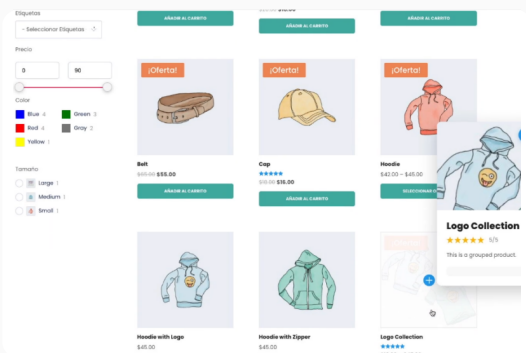 Etiquetas
- Seleccionar Etiquetas
Precio
0
90
Color
Blue 4
Green 3
Red 4
Gray 2
Yellow 1
Tamaño
Large 1
Medium 1
Small 1
AÑADIR AL CARRITO
$16.00
AÑADIR AL CARRITO
AÑADIR AL CARRITO
¡Oferta!
¡Oferta!
¡Oferta!
Belt
$55.00
AÑADIR AL CARRITO
Cap
$16.00
AÑADIR AL CARRITO
Hoodie
$42.00 – $45.00
SELECCIONAR
Hoodie with Logo
$45.00
Hoodie with Zipper
$45.00
Logo Collection
Logo Collection
5/5
This is a grouped product.